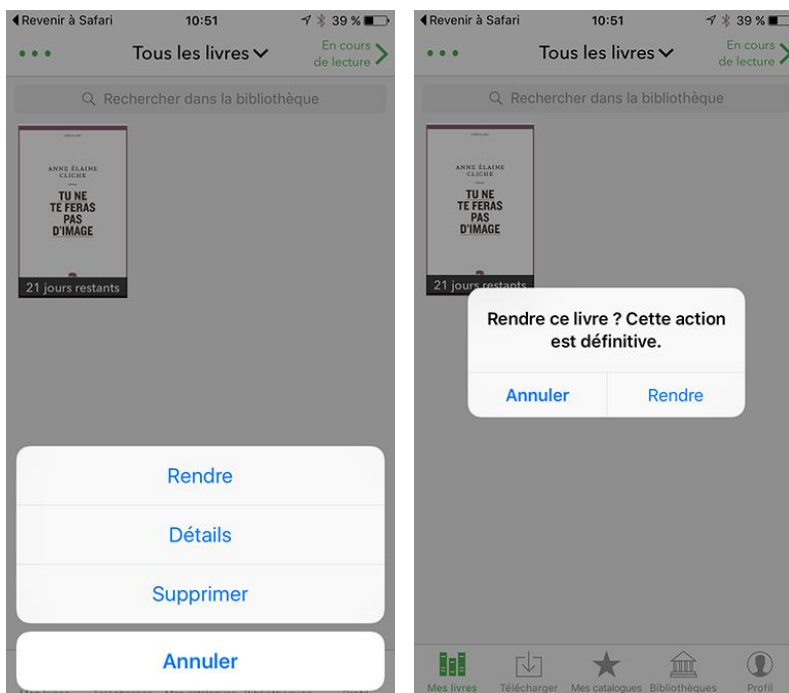 Revenir à Safari 10:51 39 %
Tous les livres
En cours
de lecture
Rechercher dans la bibliothèque
ANNE ÉLAINE
CLICHE
TU NE
TE FERAS
PAS
D'IMAGE
21 jours restants
Rendre
Détails
Supprimer
Annuler
Revenir à Safari 10:51 39 %
Tous les livres
En cours
de lecture
Rechercher dans la bibliothèque
ANNE ÉLAINE
CLICHE
TU NE
TE FERAS
PAS
D'IMAGE
21 jours restants
Rendre ce livre ? Cette action
est définitive.
Annuler Rendre
Mes livres Télécharger Mes catalogues Bibliothèques Profil